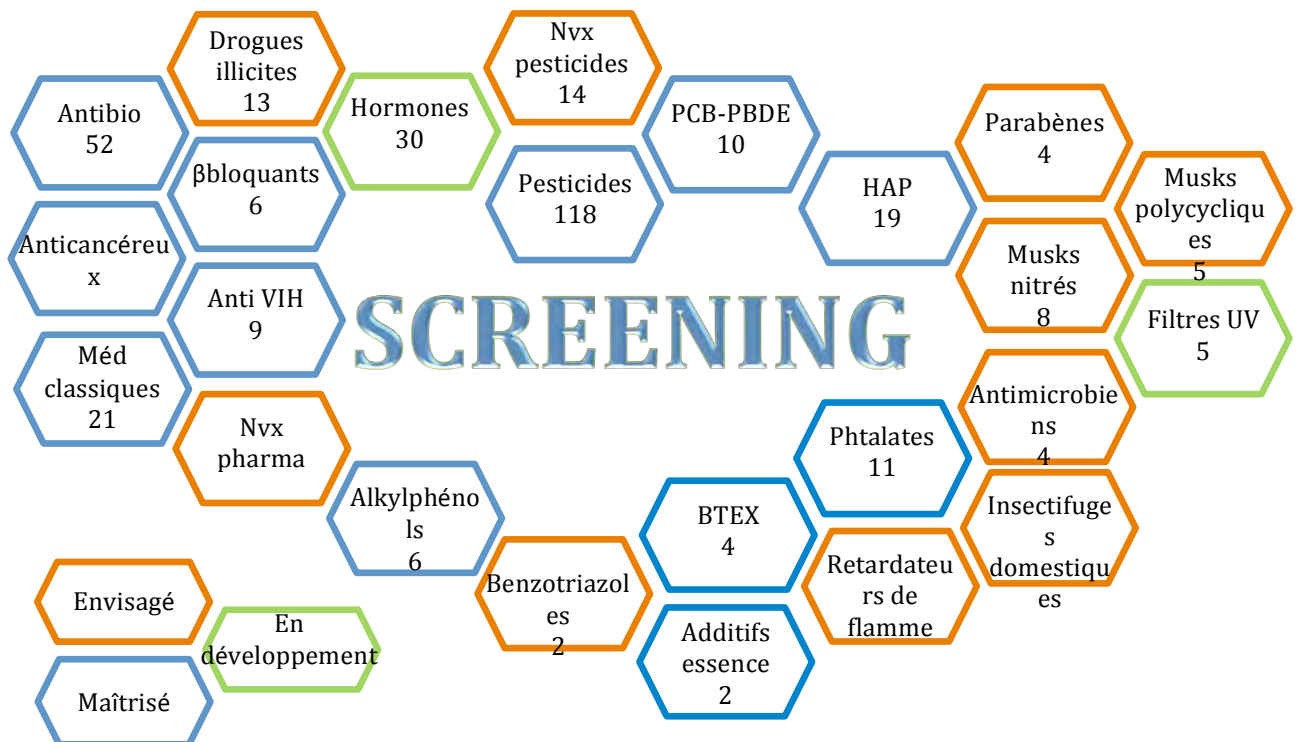 Drogues
illicites
13
Nvx
pesticides
14
Antibio
52
Hormones
30
PCB-PBDE
10
Parabènes
4
βbloquants
6
Pesticides
118
HAP
19
Musks
polycycliqu
es
5
Anticancéreu
x
Anti VIH
9
SCREENING
Musks
nitrés
8
Filtres UV
5
Méd
classiques
21
Nvx
pharma
Antimicrobie
ns
4
Phtalates
11
Alkylphéno
ls
6
BTEX
4
Insectifuge
s
domestiqu
es
Benzotriazol
es
2
Retardateu
rs de
flamme
Additifs
essence
2
Envisagé
En
développement
Maîtrisé